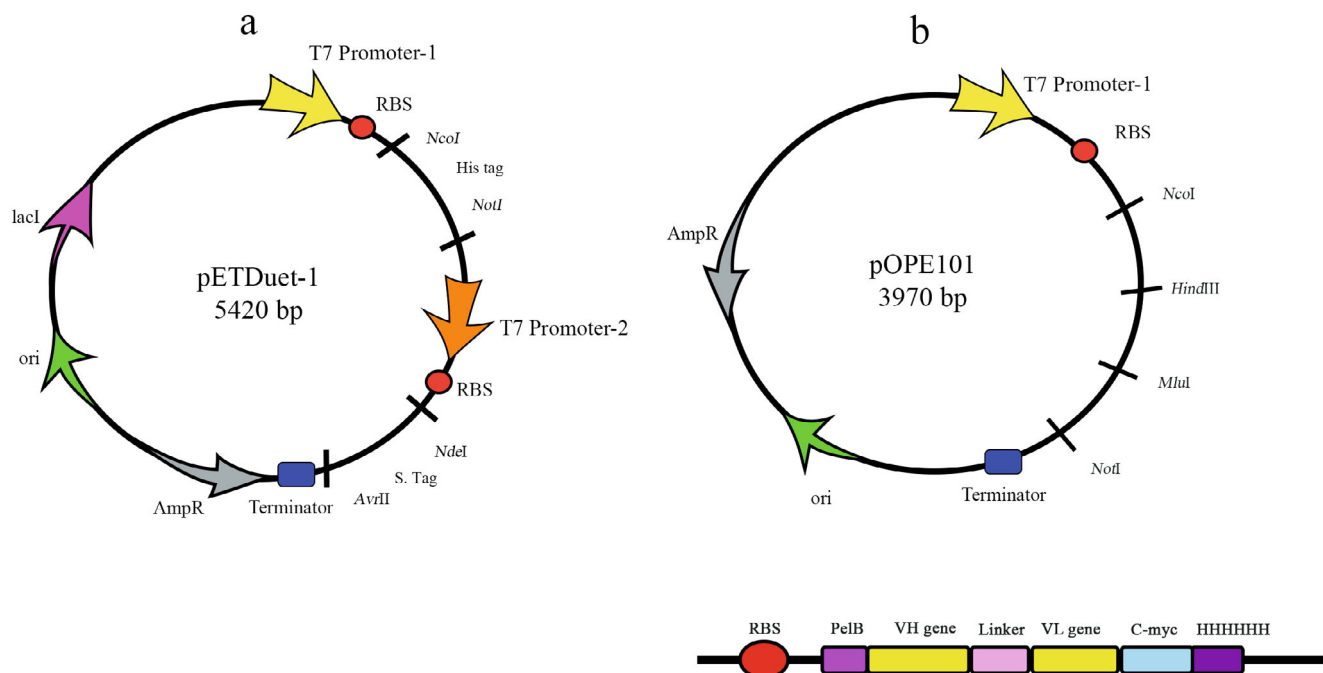 a
T7 Promoter-1
RBS
NcoI
His tag
NotI
lacI
pETDuet-1
5420 bp
T7 Promoter-2
ori
RBS
NdeI
S. Tag
AvrII
AmpR
Terminator
b
T7 Promoter-1
RBS
NcoI
AmpR
pOPE101
3970 bp
HindIII
MluI
NotI
Terminator
ori
RBS PelB VH gene Linker VL gene C-myc HHHHHH